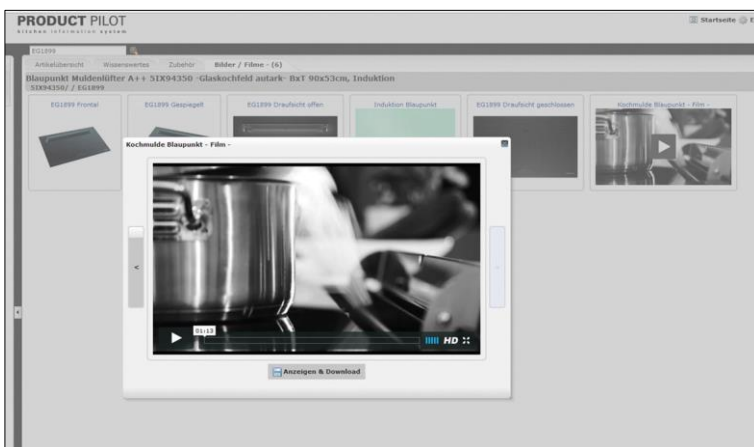 PRODUCT PILOT
kitchen information system
Startseite
EG1899
Artikelübersicht Wissenswertes Zubehör Bilder / Filme - (6)
Blaupunkt Muldenlüfter A++ 5IX94350 -Glaskochfeld autark- BxT 90x53cm, Induktion
5IX94350/ / EG1899
EG1899 Frontal EG1899 Gespiegelt EG1899 Draufsicht offen Induktion Blaupunkt EG1899 Draufsicht geschlossen Kochmulde Blaupunkt - Film -
Kochmulde Blaupunkt - Film -
<
01:13
HD
Anzeigen & Download